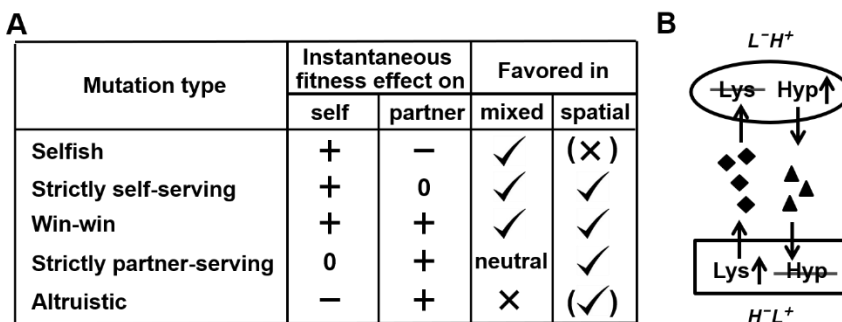 A
Mutation type | Instantaneous fitness effect on | Favored in
self | partner | mixed | spatial
Selfish | + | − | ✓ | (×)
Strictly self-serving | + | 0 | ✓ | ✓
Win-win | + | + | ✓ | ✓
Strictly partner-serving | 0 | + | neutral | ✓
Altruistic | − | + | × | (✓)
B
L⁻H⁺
Lys Hyp
Lys Hyp
H⁻L⁺